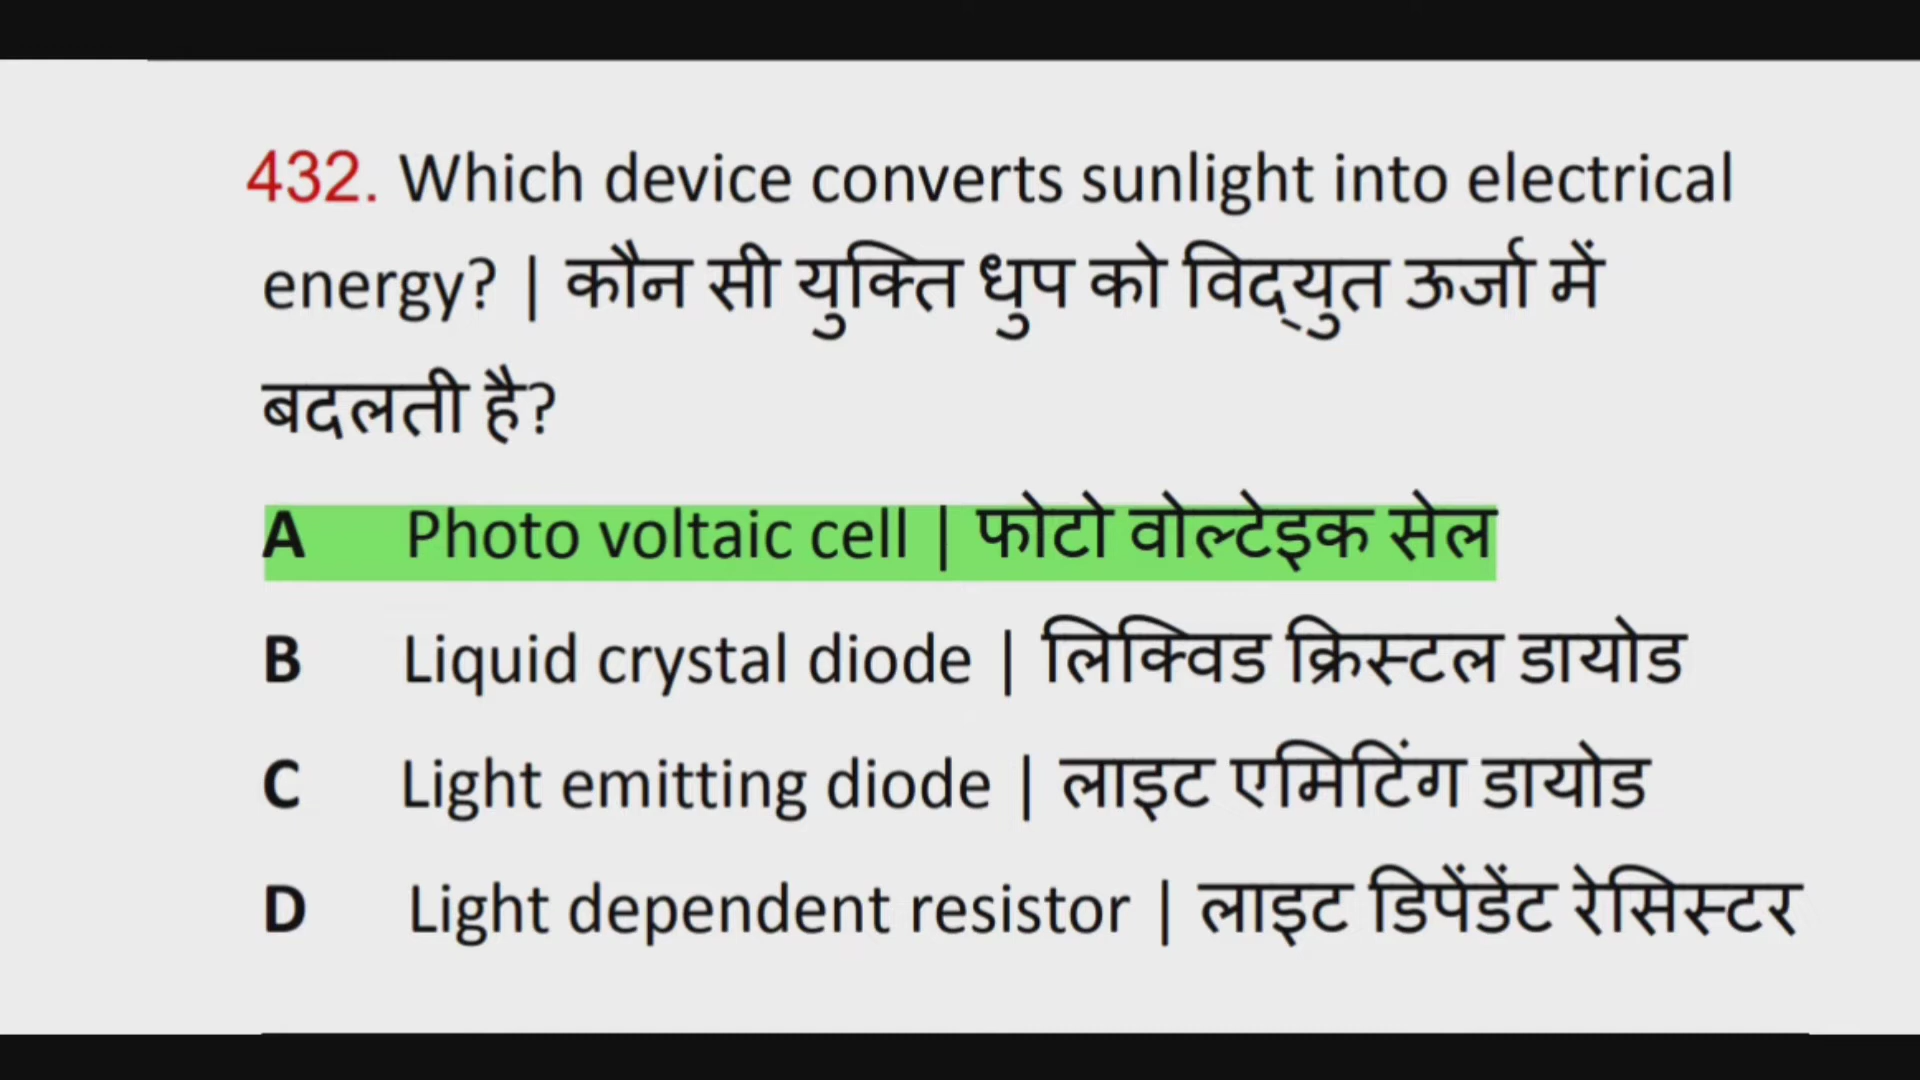 432. Which device converts sunlight into electrical
energy? | कौन सी युक्ति धुप को विद्युत ऊर्जा में
बदलती है?
A Photo voltaic cell | फोटो वोल्टेइक सेल
B Liquid crystal diode | लिक्विड क्रिस्टल डायोड
C Light emitting diode | लाइट एमिटिंग डायोड
D Light dependent resistor | लाइट डिपेंडेंट रेसिस्टर